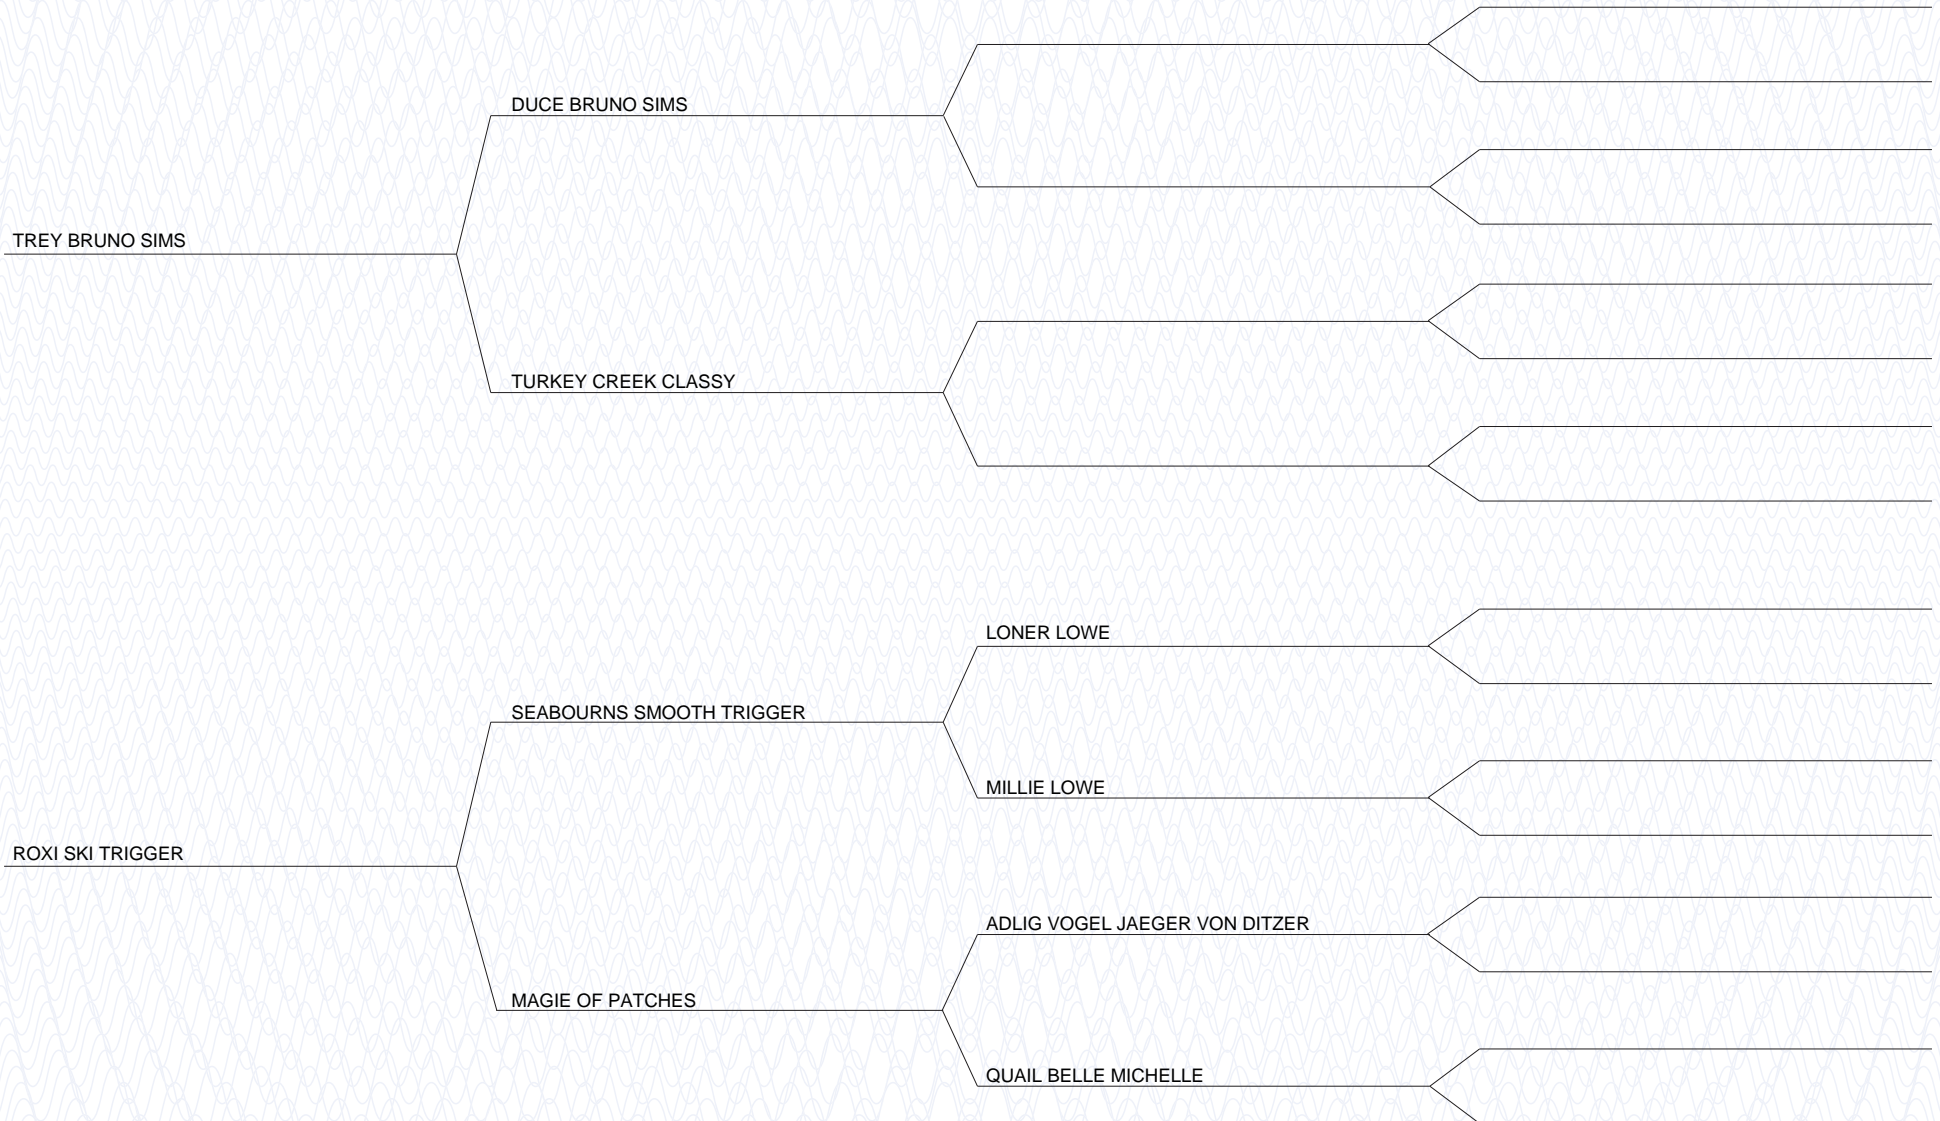 DUCE BRUNO SIMS
TREY BRUNO SIMS
TURKEY CREEK CLASSY
LONER LOWE
SEABOURNS SMOOTH TRIGGER
MILLIE LOWE
ROXI SKI TRIGGER
ADLIG VOGEL JAEGER VON DITZER
MAGIE OF PATCHES
QUAIL BELLE MICHELLE